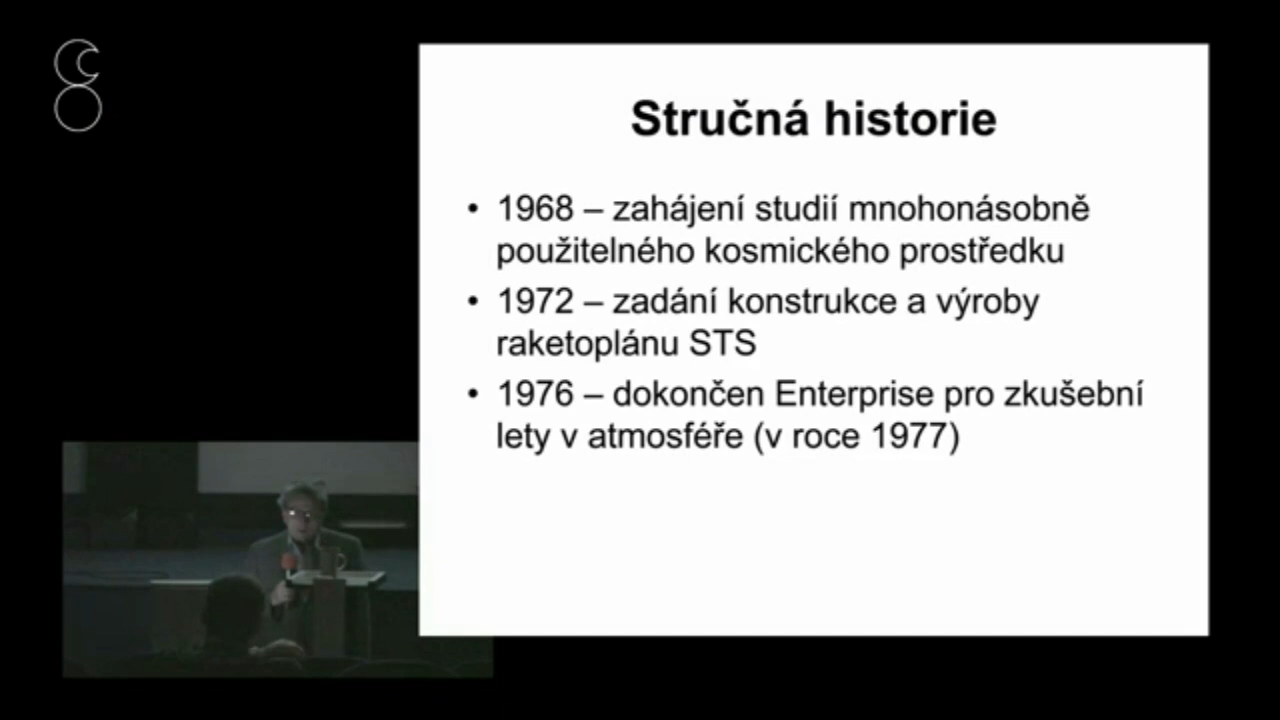 Stručná historie
• 1968 – zahájení studií mnohonásobně
použitelného kosmického prostředku
• 1972 – zadání konstrukce a výroby
raketoplánu STS
• 1976 – dokončen Enterprise pro zkušební
lety v atmosféře (v roce 1977)